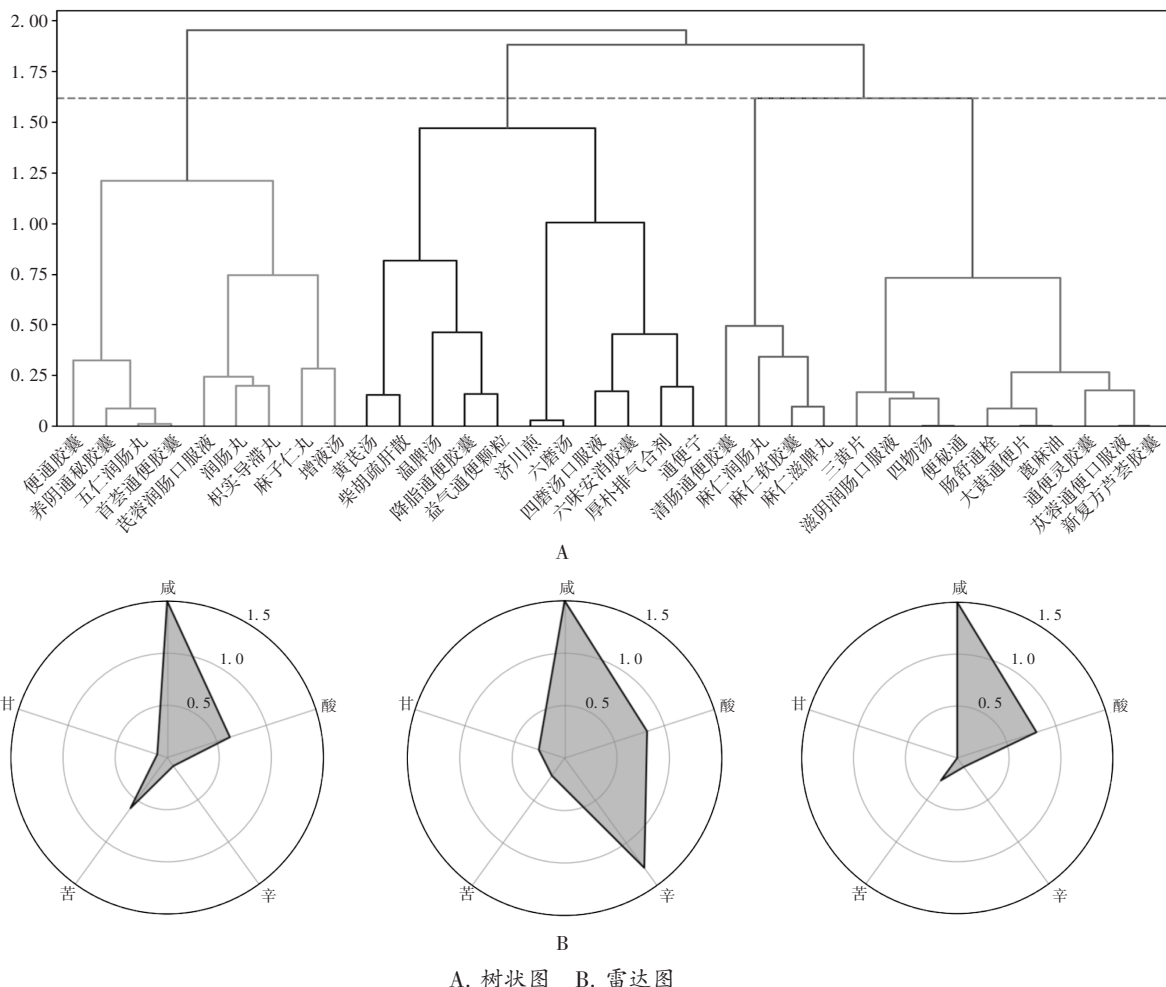 2. 00
1. 75
1. 50
1. 25
1. 00
0. 75
0. 50
0. 25
0
便通胶囊
养阴通秘胶囊
五仁润肠丸
首荟通便胶囊
芪蓉润肠口服液
润肠丸
枳实导滞丸
麻子仁丸
增液汤
黄芪汤
柴胡疏肝散
温脾汤
降脂通便胶囊
益气通便颗粒
济川煎
六磨汤
四磨汤口服液
六味安消胶囊
厚朴排气合剂
通便宁
清肠通便胶囊
麻仁润肠丸
麻仁软胶囊
麻仁滋脾丸
三黄片
滋阴润肠口服液
四物汤
便秘通
肠舒通栓
大黄通便片
蓖麻油
通便灵胶囊
苁蓉通便口服液
新复方芦荟胶囊
A
咸
1. 5
1. 0
0. 5
甘
酸
苦
辛
咸
1. 5
1. 0
0. 5
甘
酸
苦
辛
咸
1. 5
1. 0
0. 5
甘
酸
苦
辛
B
A. 树状图 B. 雷达图